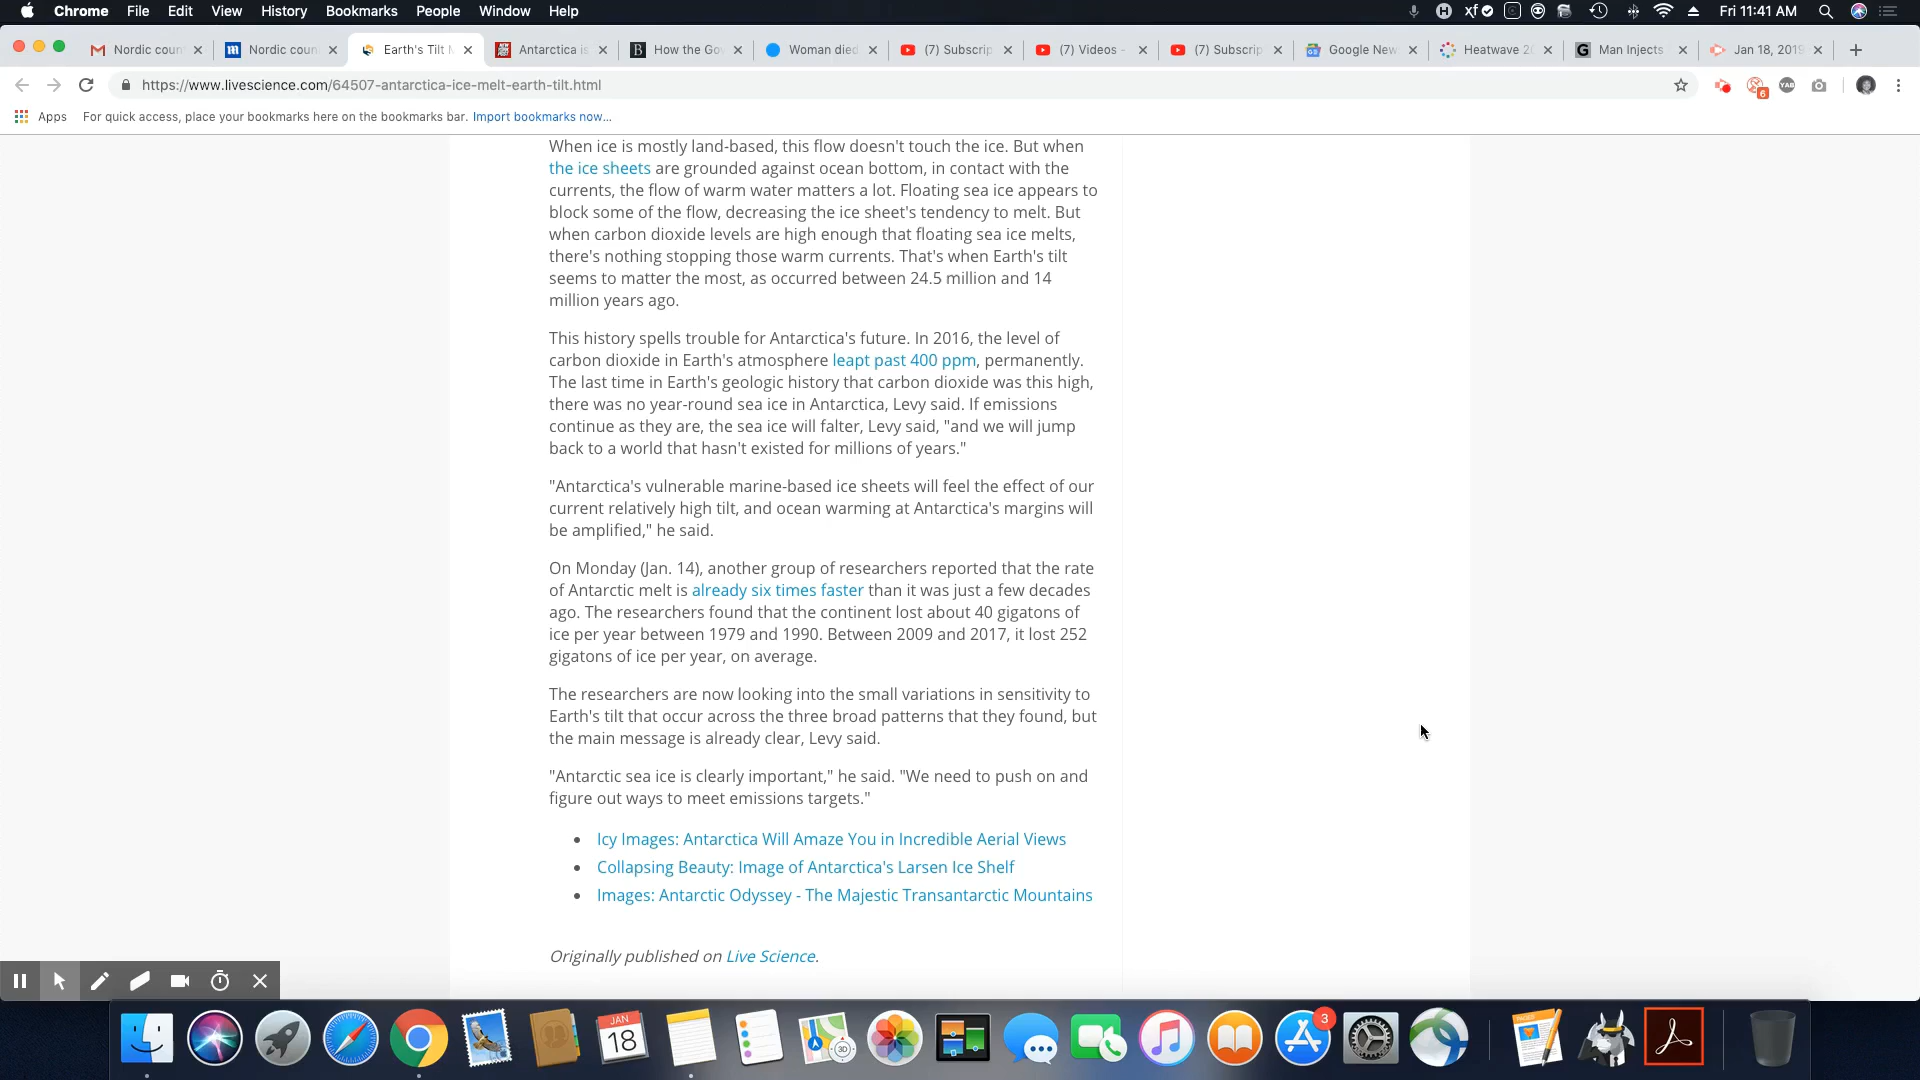 Chrome File Edit View History Bookmarks People Window Help Fri 11:41 AM
Nordic coun Nordic coun Earth's Tilt M Antarctica is How the Go Woman died (7) Subscrip (7) Videos - (7) Subscrip Google New Heatwave 20 Man Injects Jan 18, 2019
https://www.livescience.com/64507-antarctica-ice-melt-earth-tilt.html
6
YAB
Apps For quick access, place your bookmarks here on the bookmarks bar. Import bookmarks now...
When ice is mostly land-based, this flow doesn't touch the ice. But when
the ice sheets are grounded against ocean bottom, in contact with the
currents, the flow of warm water matters a lot. Floating sea ice appears to
block some of the flow, decreasing the ice sheet's tendency to melt. But
when carbon dioxide levels are high enough that floating sea ice melts,
there's nothing stopping those warm currents. That's when Earth's tilt
seems to matter the most, as occurred between 24.5 million and 14
million years ago.
This history spells trouble for Antarctica's future. In 2016, the level of
carbon dioxide in Earth's atmosphere leapt past 400 ppm, permanently.
The last time in Earth's geologic history that carbon dioxide was this high,
there was no year-round sea ice in Antarctica, Levy said. If emissions
continue as they are, the sea ice will falter, Levy said, "and we will jump
back to a world that hasn't existed for millions of years."
"Antarctica's vulnerable marine-based ice sheets will feel the effect of our
current relatively high tilt, and ocean warming at Antarctica's margins will
be amplified," he said.
On Monday (Jan. 14), another group of researchers reported that the rate
of Antarctic melt is already six times faster than it was just a few decades
ago. The researchers found that the continent lost about 40 gigatons of
ice per year between 1979 and 1990. Between 2009 and 2017, it lost 252
gigatons of ice per year, on average.
The researchers are now looking into the small variations in sensitivity to
Earth's tilt that occur across the three broad patterns that they found, but
the main message is already clear, Levy said.
"Antarctic sea ice is clearly important," he said. "We need to push on and
figure out ways to meet emissions targets."
• Icy Images: Antarctica Will Amaze You in Incredible Aerial Views
• Collapsing Beauty: Image of Antarctica's Larsen Ice Shelf
• Images: Antarctic Odyssey - The Majestic Transantarctic Mountains
Originally published on Live Science.
JAN
18
3D
3
PAGES